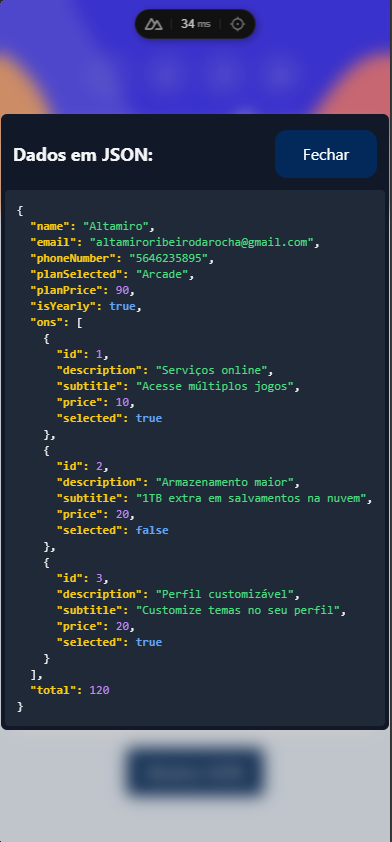 34 ms
Dados em JSON:
Fechar
{
"name": "Altamiro",
"email": "altamiroribeirodarocha@gmail.com",
"phoneNumber": "5646235895",
"planSelected": "Arcade",
"planPrice": 90,
"isYearly": true,
"ons": [
{
"id": 1,
"description": "Serviços online",
"subtitle": "Acesse múltiplos jogos",
"price": 10,
"selected": true
},
{
"id": 2,
"description": "Armazenamento maior",
"subtitle": "1TB extra em salvamentos na nuvem",
"price": 20,
"selected": false
},
{
"id": 3,
"description": "Perfil customizável",
"subtitle": "Customize temas no seu perfil",
"price": 20,
"selected": true
}
],
"total": 120
}